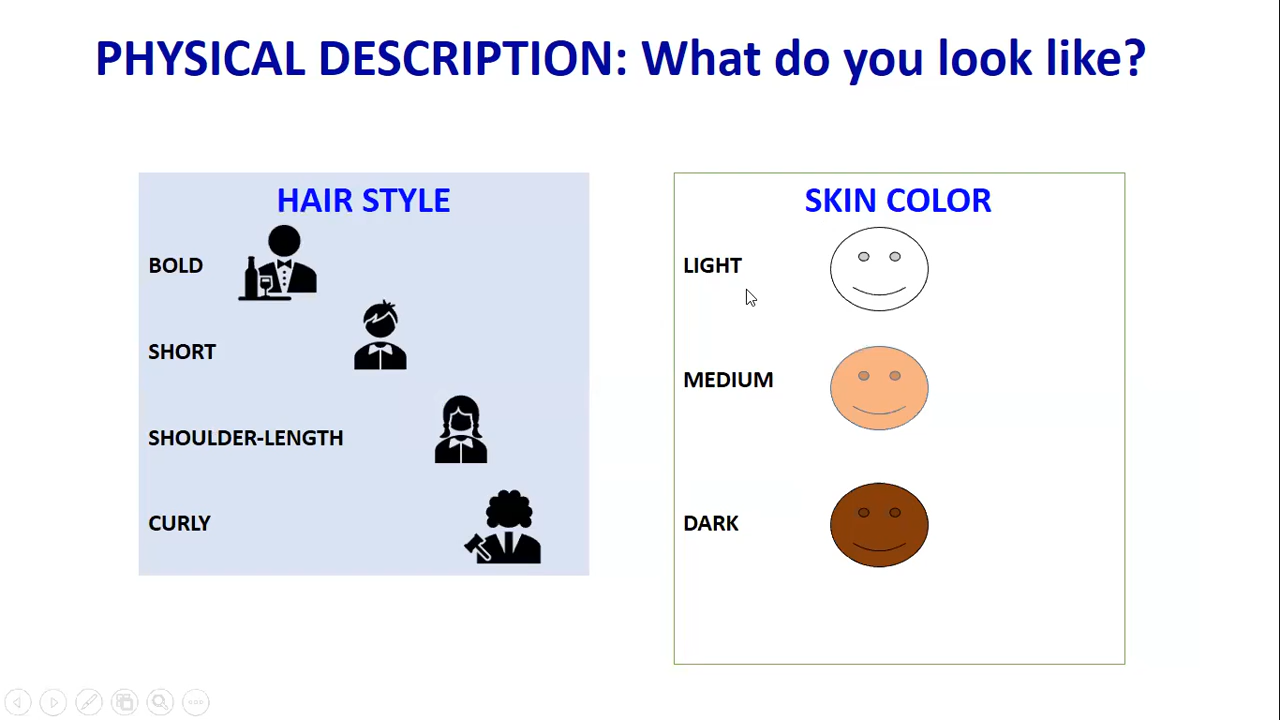 PHYSICAL DESCRIPTION: What do you look like?
HAIR STYLE
BOLD
SHORT
SHOULDER-LENGTH
CURLY
SKIN COLOR
LIGHT
MEDIUM
DARK